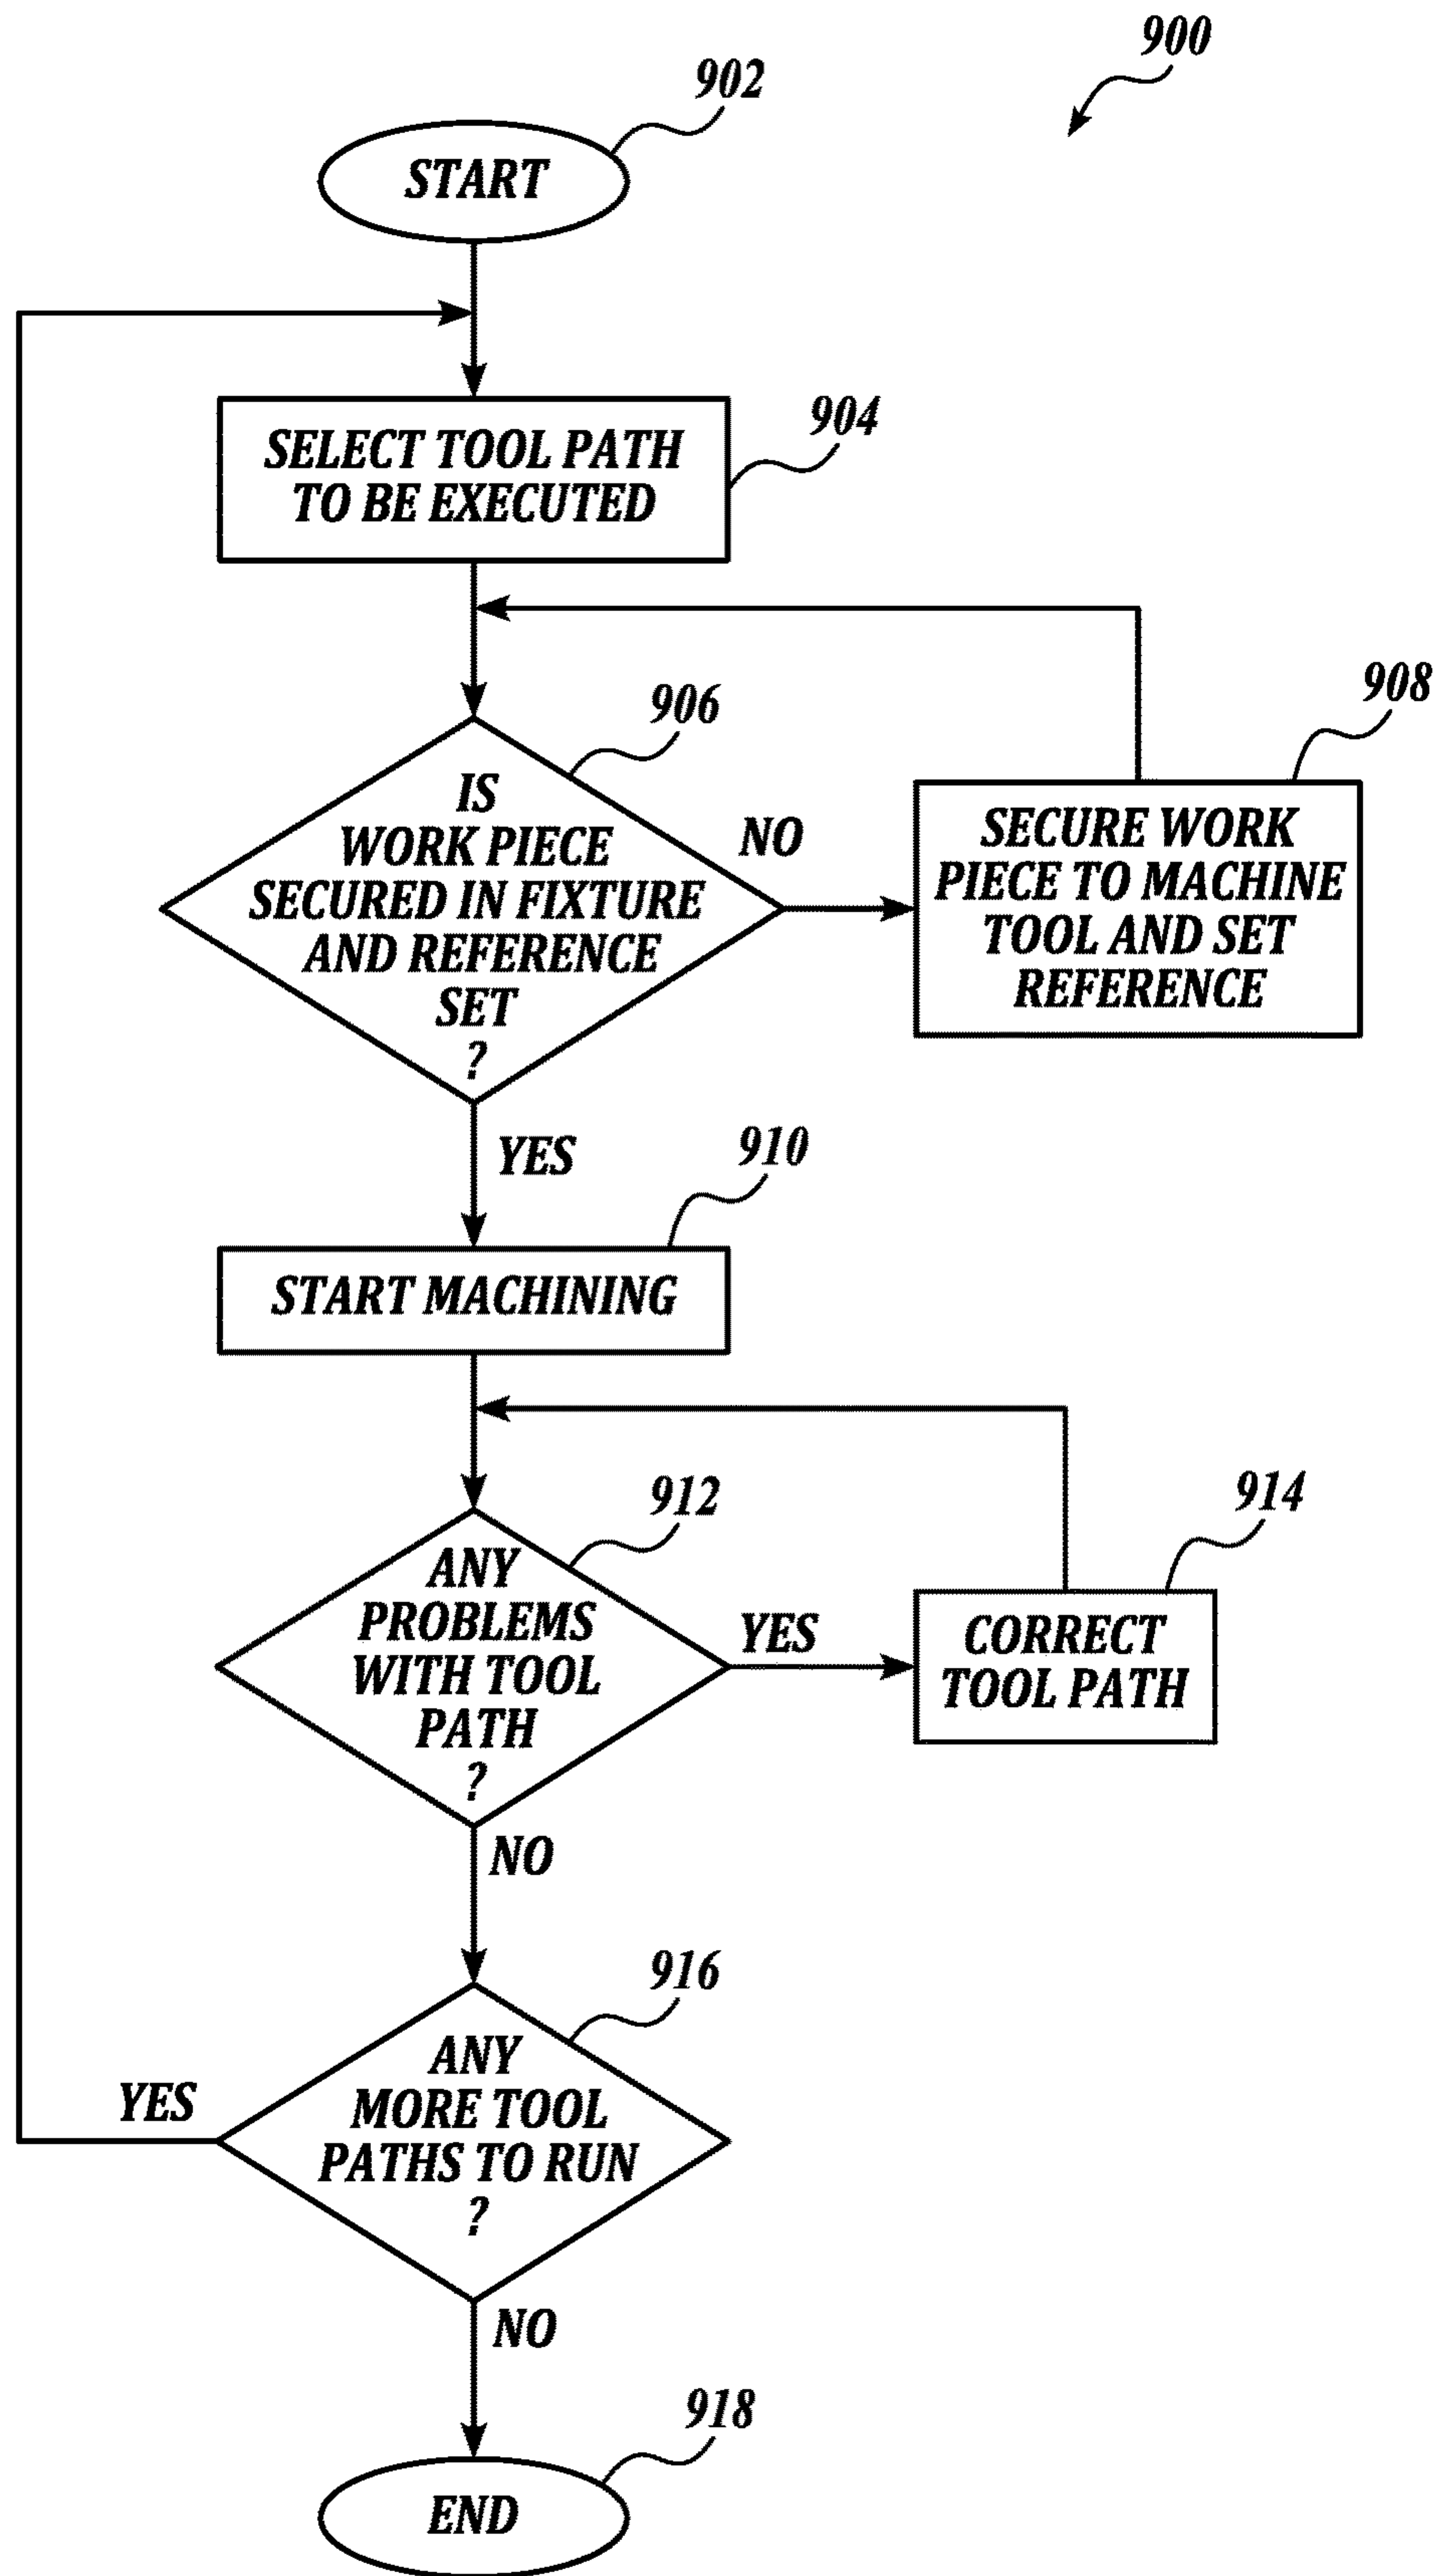 900
902
START
904
SELECT TOOL PATH
TO BE EXECUTED
906
IS
WORK PIECE
SECURED IN FIXTURE
AND REFERENCE
SET
?
NO
908
SECURE WORK
PIECE TO MACHINE
TOOL AND SET
REFERENCE
YES
910
START MACHINING
912
ANY
PROBLEMS
WITH TOOL
PATH
?
YES
914
CORRECT
TOOL PATH
NO
916
ANY
MORE TOOL
PATHS TO RUN
?
YES
NO
918
END